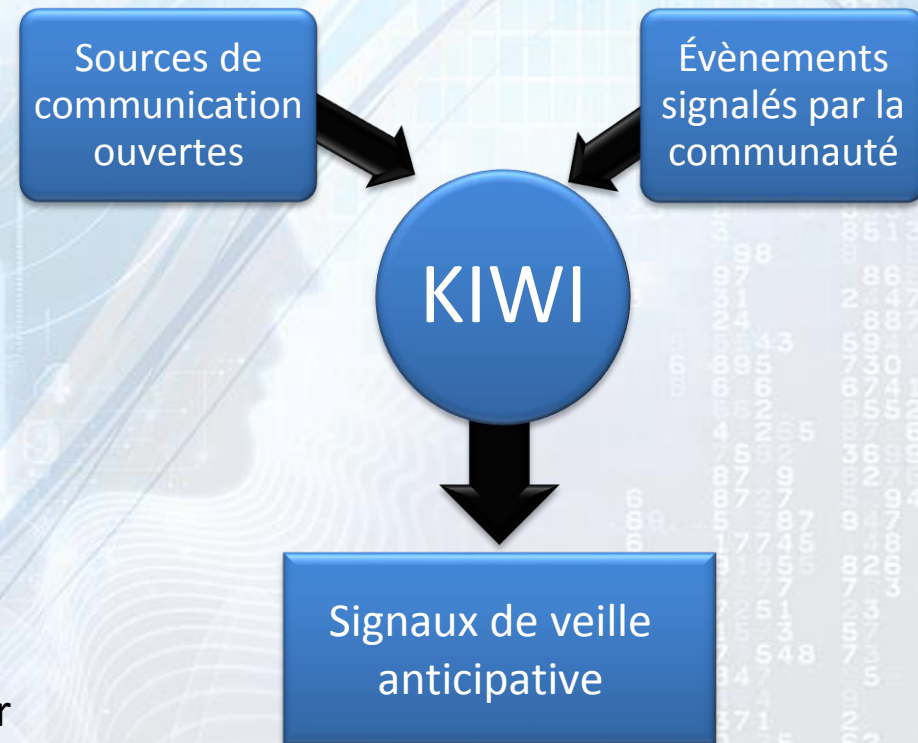 Sources de
communication
ouvertes
Évènements
signalés par la
communauté
KIWI
Signaux de veille
anticipative
r